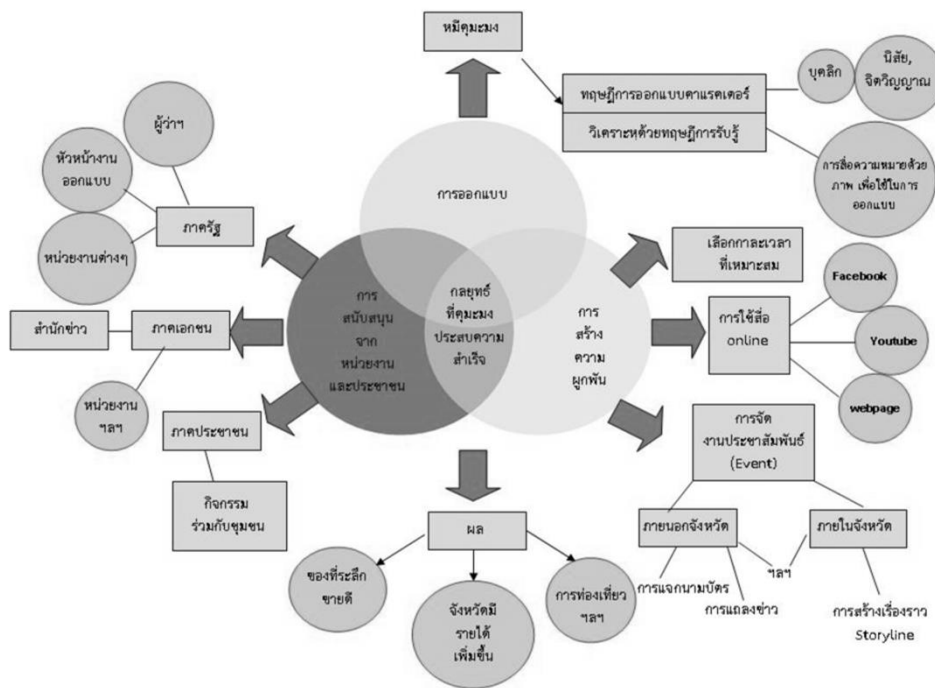 หมีคุมะมง
ทฤษฎีการออกแบบคาแรคเตอร์
วิเคราะห์ด้วยทฤษฎีการรับรู้
บุคลิก
นิสัย,
จิตวิญญาณ
การสื่อความหมายด้วย
ภาพ เพื่อใช้ในการ
ออกแบบ
ผู้ว่าฯ
หัวหน้างาน
ออกแบบ
หน่วยงานต่างๆ
ภาครัฐ
สำนักข่าว
ภาคเอกชน
หน่วยงาน
ฯลฯ
ภาคประชาชน
กิจกรรม
ร่วมกับชุมชน
การออกแบบ
การ
สนับสนุน
จาก
หน่วยงาน
และประชาชน
กลยุทธ์
ที่คุมะมง
ประสบความ
สำเร็จ
การ
สร้าง
ความ
ผูกพัน
เลือกกาละเวลา
ที่เหมาะสม
การใช้สื่อ
online
Facebook
Youtube
webpage
การจัด
งานประชาสัมพันธ์
(Event)
ภายนอกจังหวัด
ภายในจังหวัด
การแจกนามบัตร
การแถลงข่าว
ฯลฯ
การสร้างเรื่องราว
Storyline
ผล
ของที่ระลึก
ขายดี
จังหวัดมี
รายได้
เพิ่มขึ้น
การท่องเที่ยว
ฯลฯ